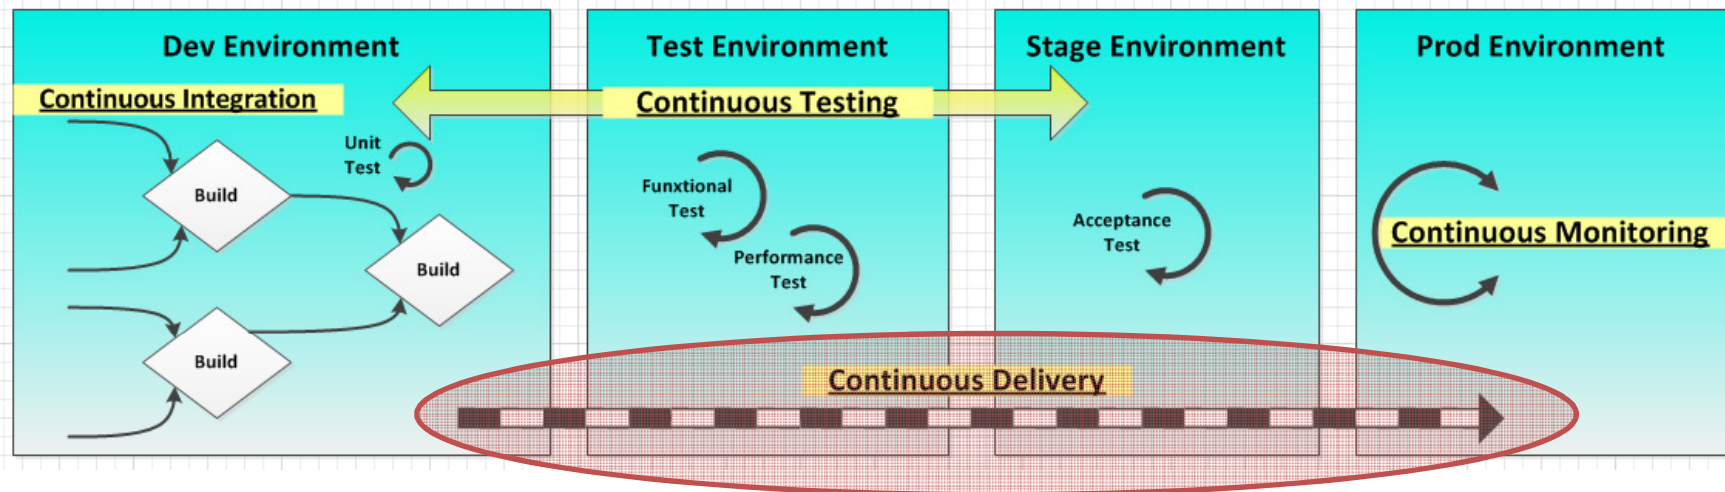 Dev Environment
Continuous Integration
Unit
Test
Build
Build
Build
Test Environment
Continuous Testing
Funxtional
Test
Performance
Test
Stage Environment
Acceptance
Test
Prod Environment
Continuous Monitoring
Continuous Delivery